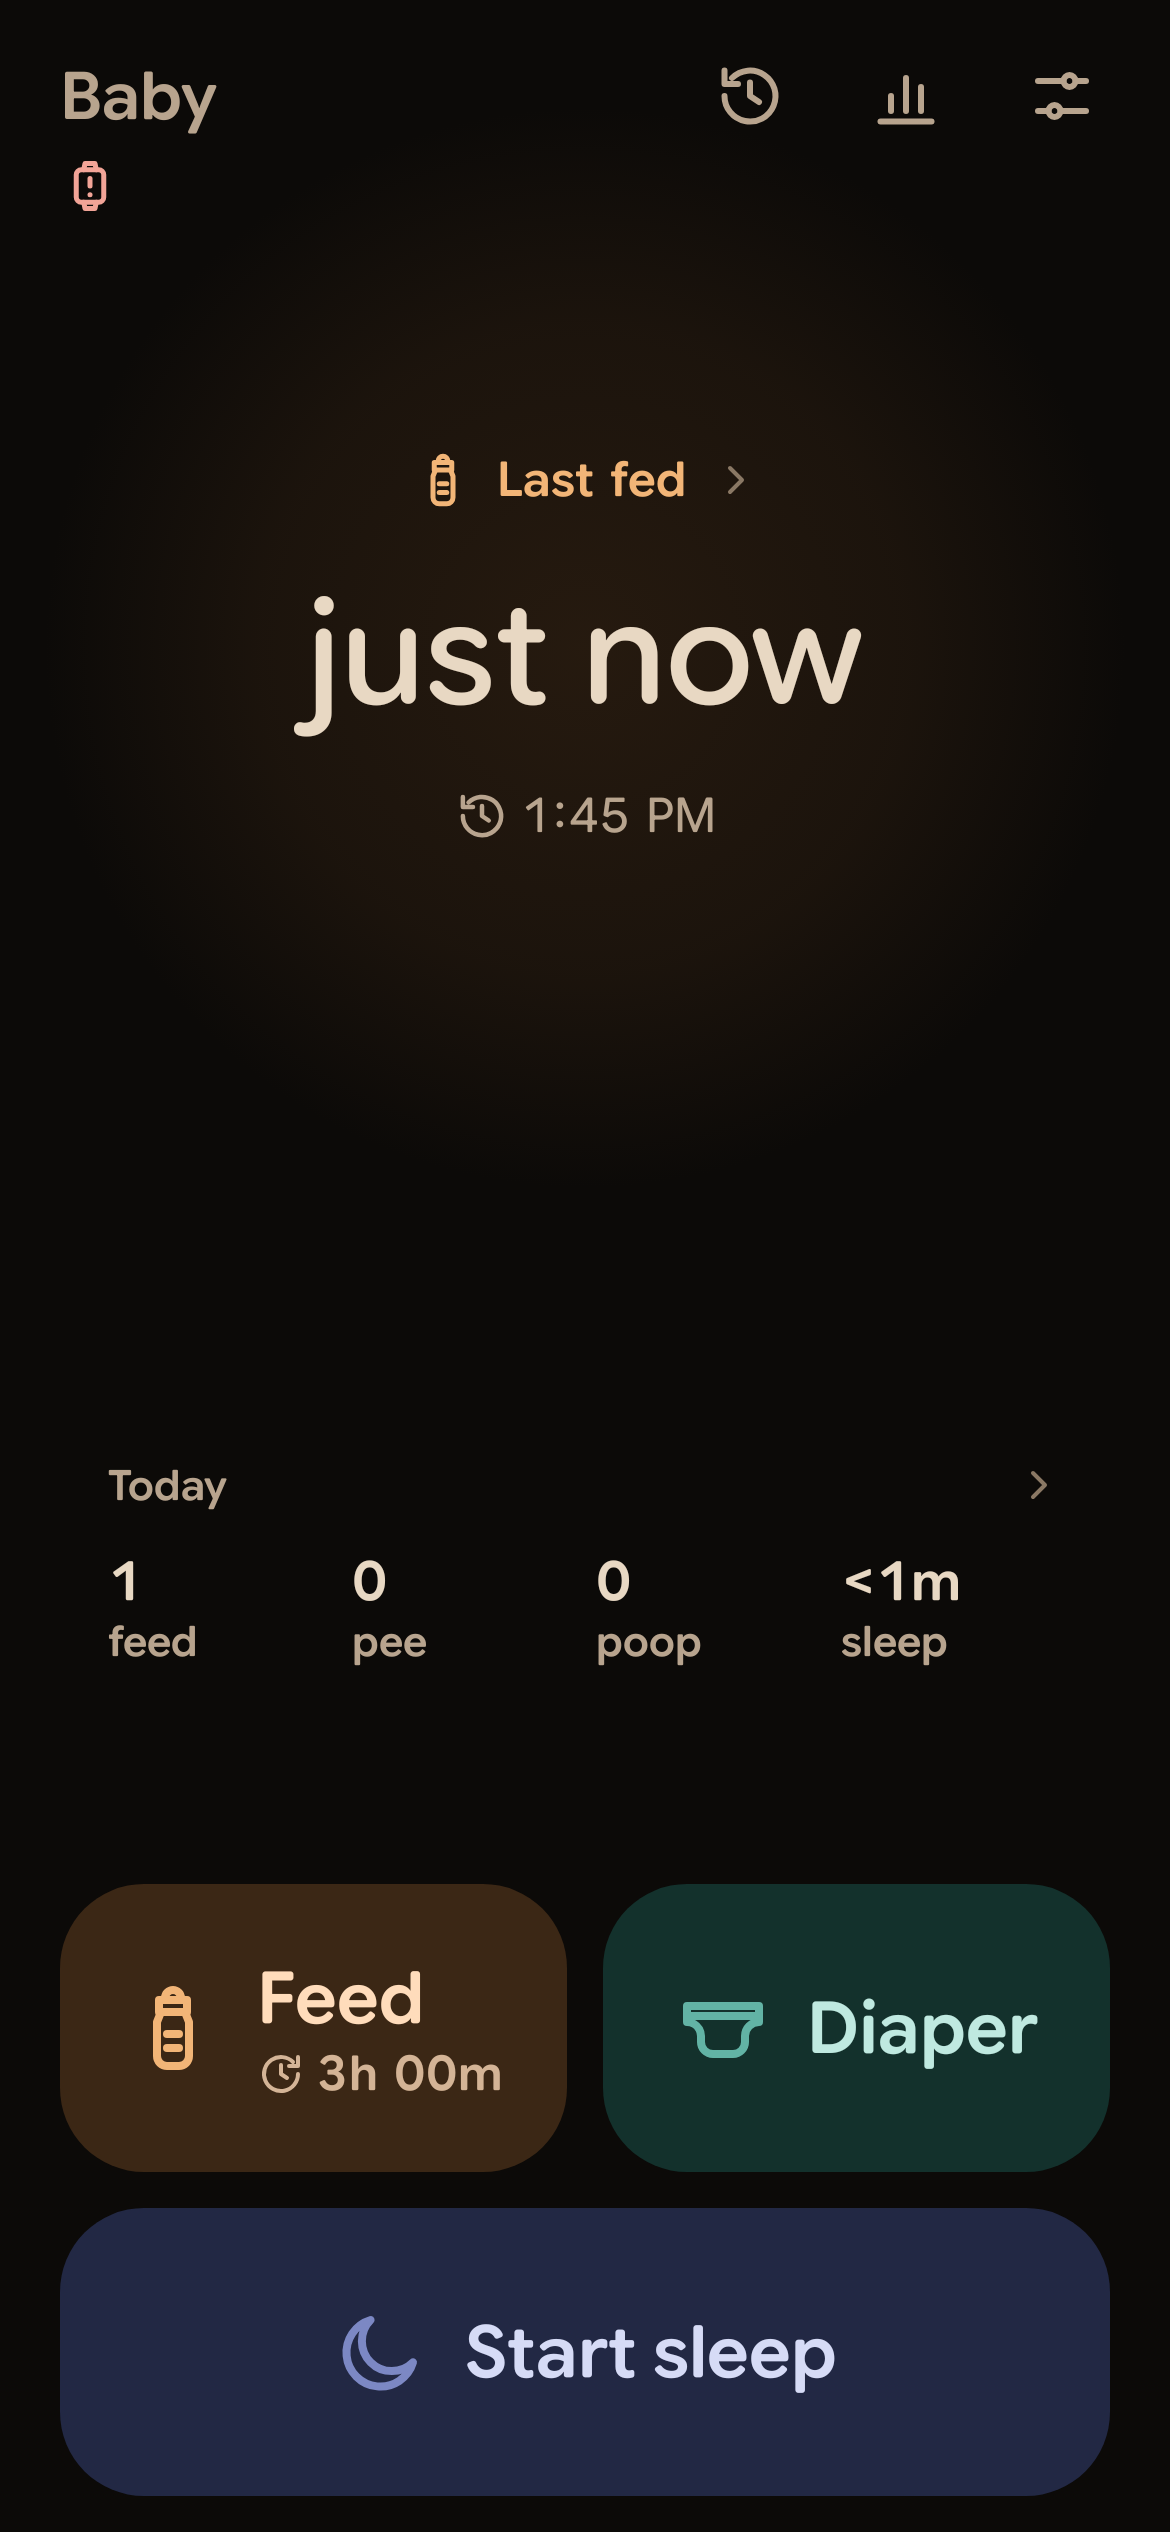 Baby
Last fed
just now
1:45 PM
Today
1 0 0 <1m
feed pee poop sleep
Feed
3h 00m
Diaper
Start sleep